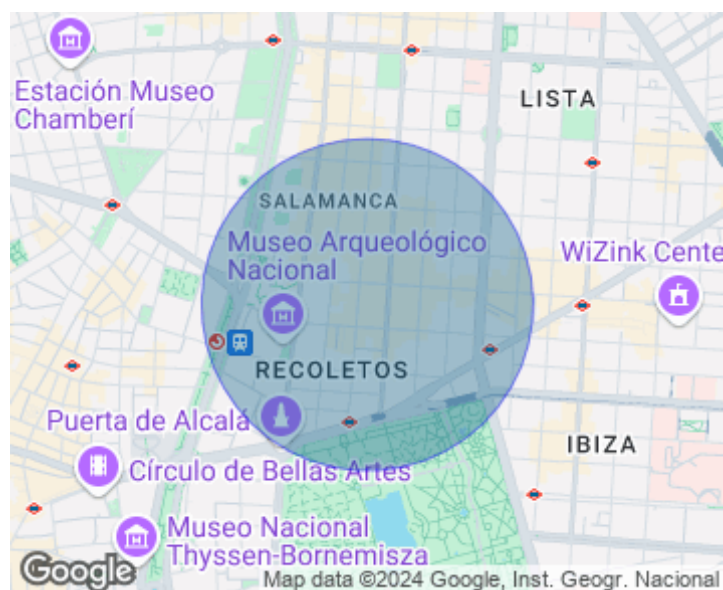 Estación Museo
Chamberí
LISTA
SALAMANCA
Museo Arqueológico
Nacional
WiZink Cente
RECOLETOS
Puerta de Alcalá
IBIZA
Círculo de Bellas Artes
Museo Nacional
Thyssen-Bornemisza
Google
Map data ©2024 Google, Inst. Geogr. Nacional